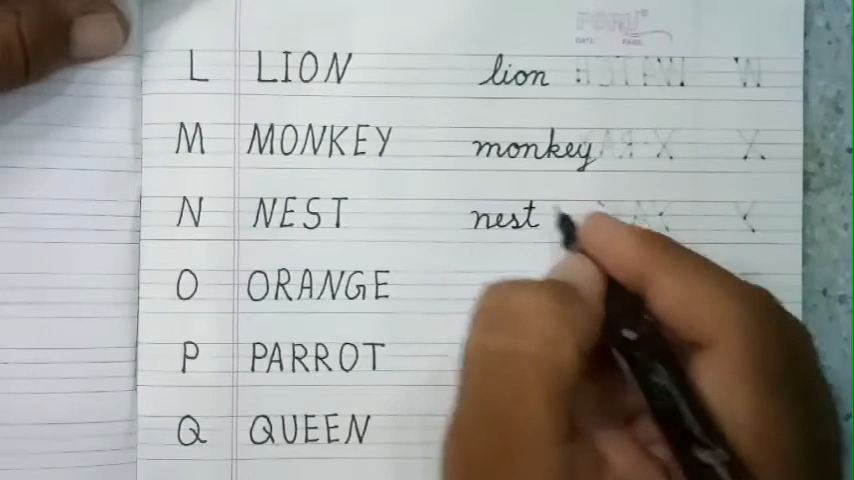 L LION lion
M MONKEY monkey
N NEST nest
O ORANGE
P PARROT
Q QUEEN